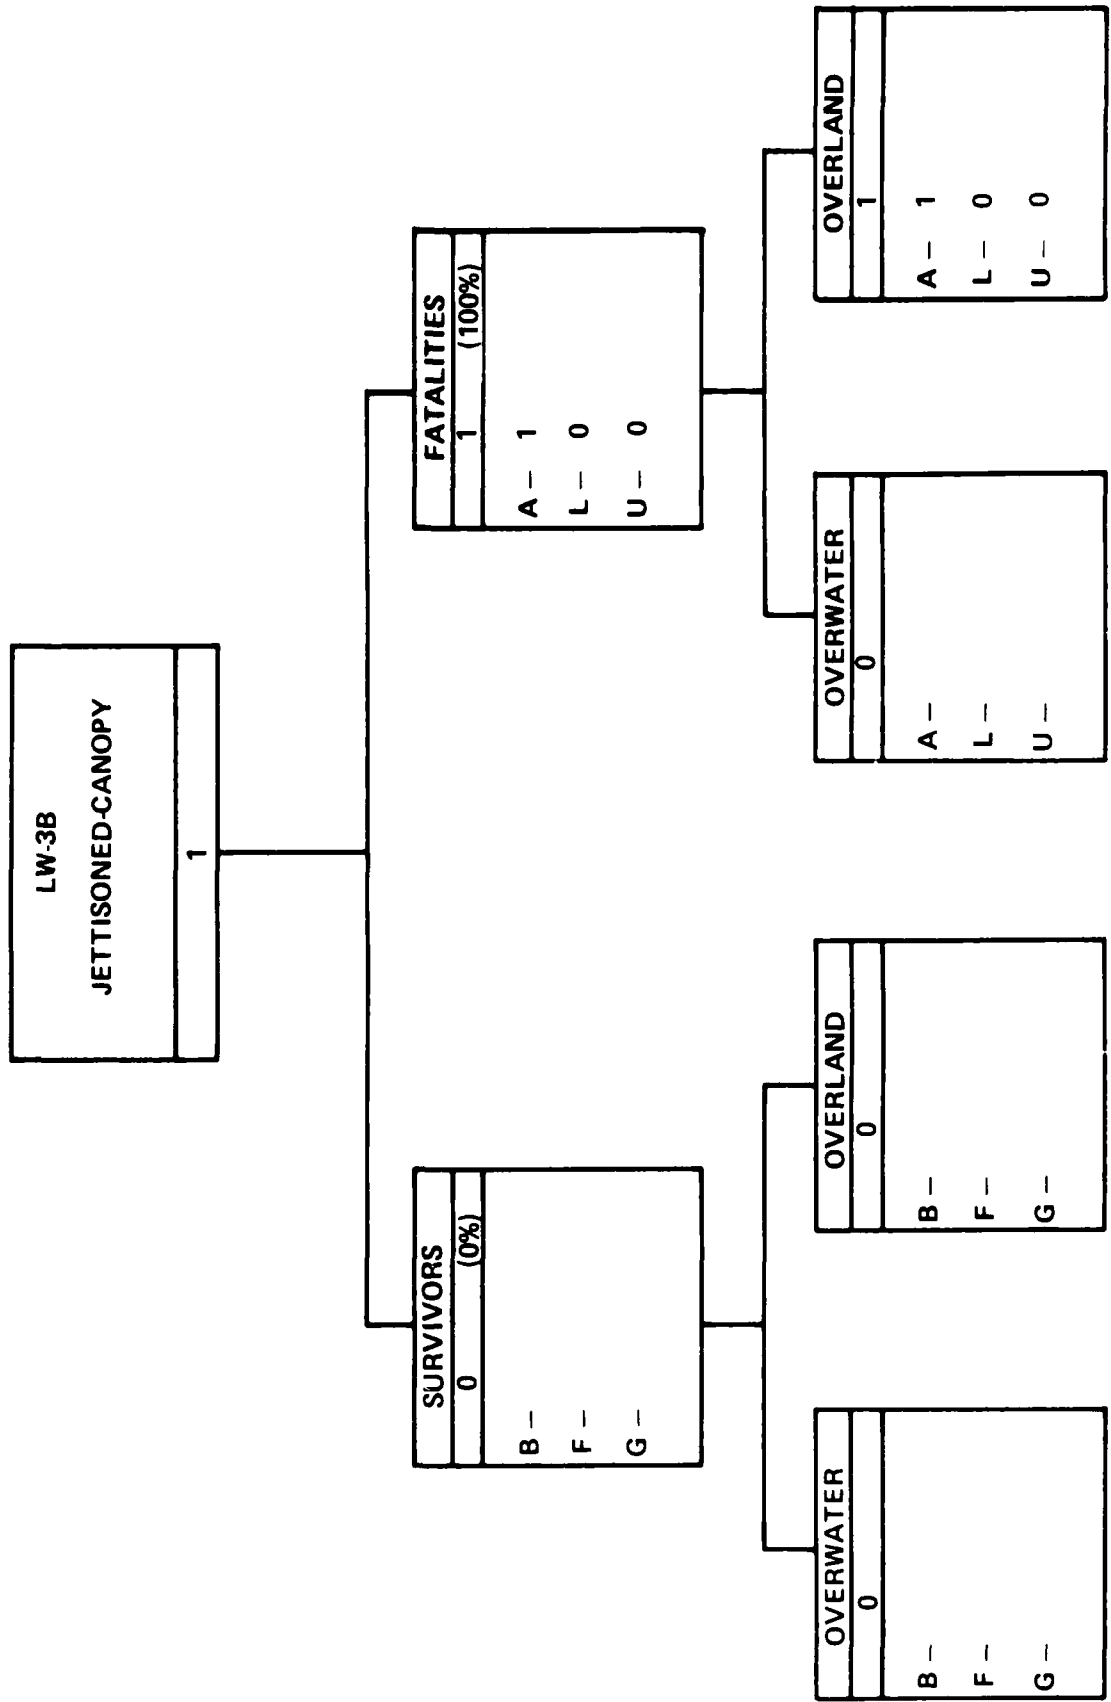 LW-3B
JETTISONED-CANOPY
1
SURVIVORS
0 (0%)
B –
F –
G –
FATALITIES
1 (100%)
A – 1
L – 0
U – 0
OVERWATER
0
B –
F –
G –
OVERLAND
0
B –
F –
G –
OVERWATER
0
A –
L –
U –
OVERLAND
1
A – 1
L – 0
U – 0